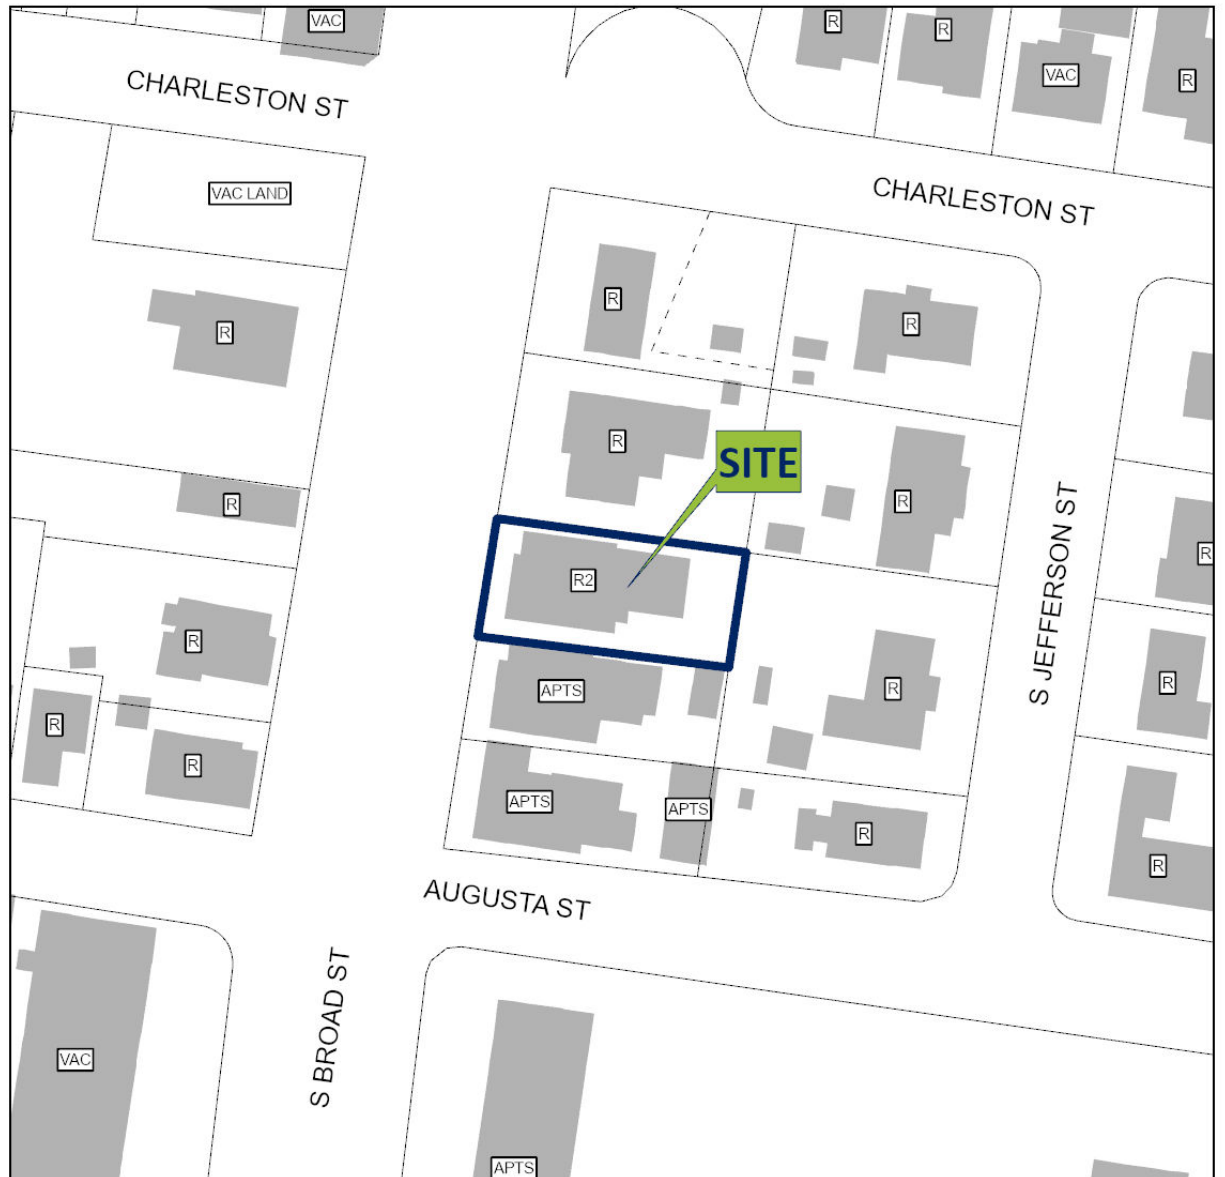 VAC
R
R
VAC
R
CHARLESTON ST
VAC LAND
CHARLESTON ST
R
R
R
R
SITE
R
R
S JEFFERSON ST
R
R2
R
R
APTS
R
R
R
R
APTS
APTS
R
R
AUGUSTA ST
S BROAD ST
VAC
APTS